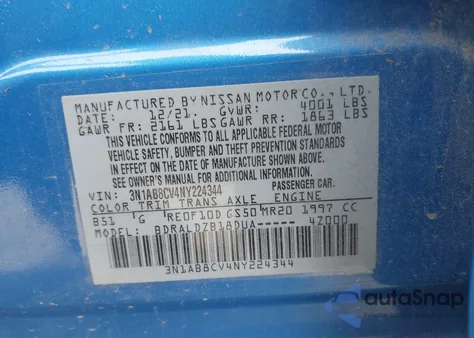 MANUFACTURED BY NISSAN MOTOR CO., LTD.
DATE: 12/21. GVWR: 4001 LBS
GAWR FR: 2161 LBS GAWR RR: 1863 LBS
THIS VEHICLE CONFORMS TO ALL APPLICABLE FEDERAL MOTOR
VEHICLE SAFETY, BUMPER AND THEFT PREVENTION STANDARDS
IN EFFECT ON THE DATE OF MANUFACTURE SHOWN ABOVE.
SEE OWNER'S MANUAL FOR ADDITIONAL INFORMATION.
VIN: 3N1AB8CV4NY224344 PASSENGER CAR.
COLOR TRIM TRANS AXLE ENGINE
B51 G RE0F10D GS50 MR20 1997 CC
MODEL: BDRALDZB18DUA----- 4Z000
3N1AB8CV4NY224344
autoSnap